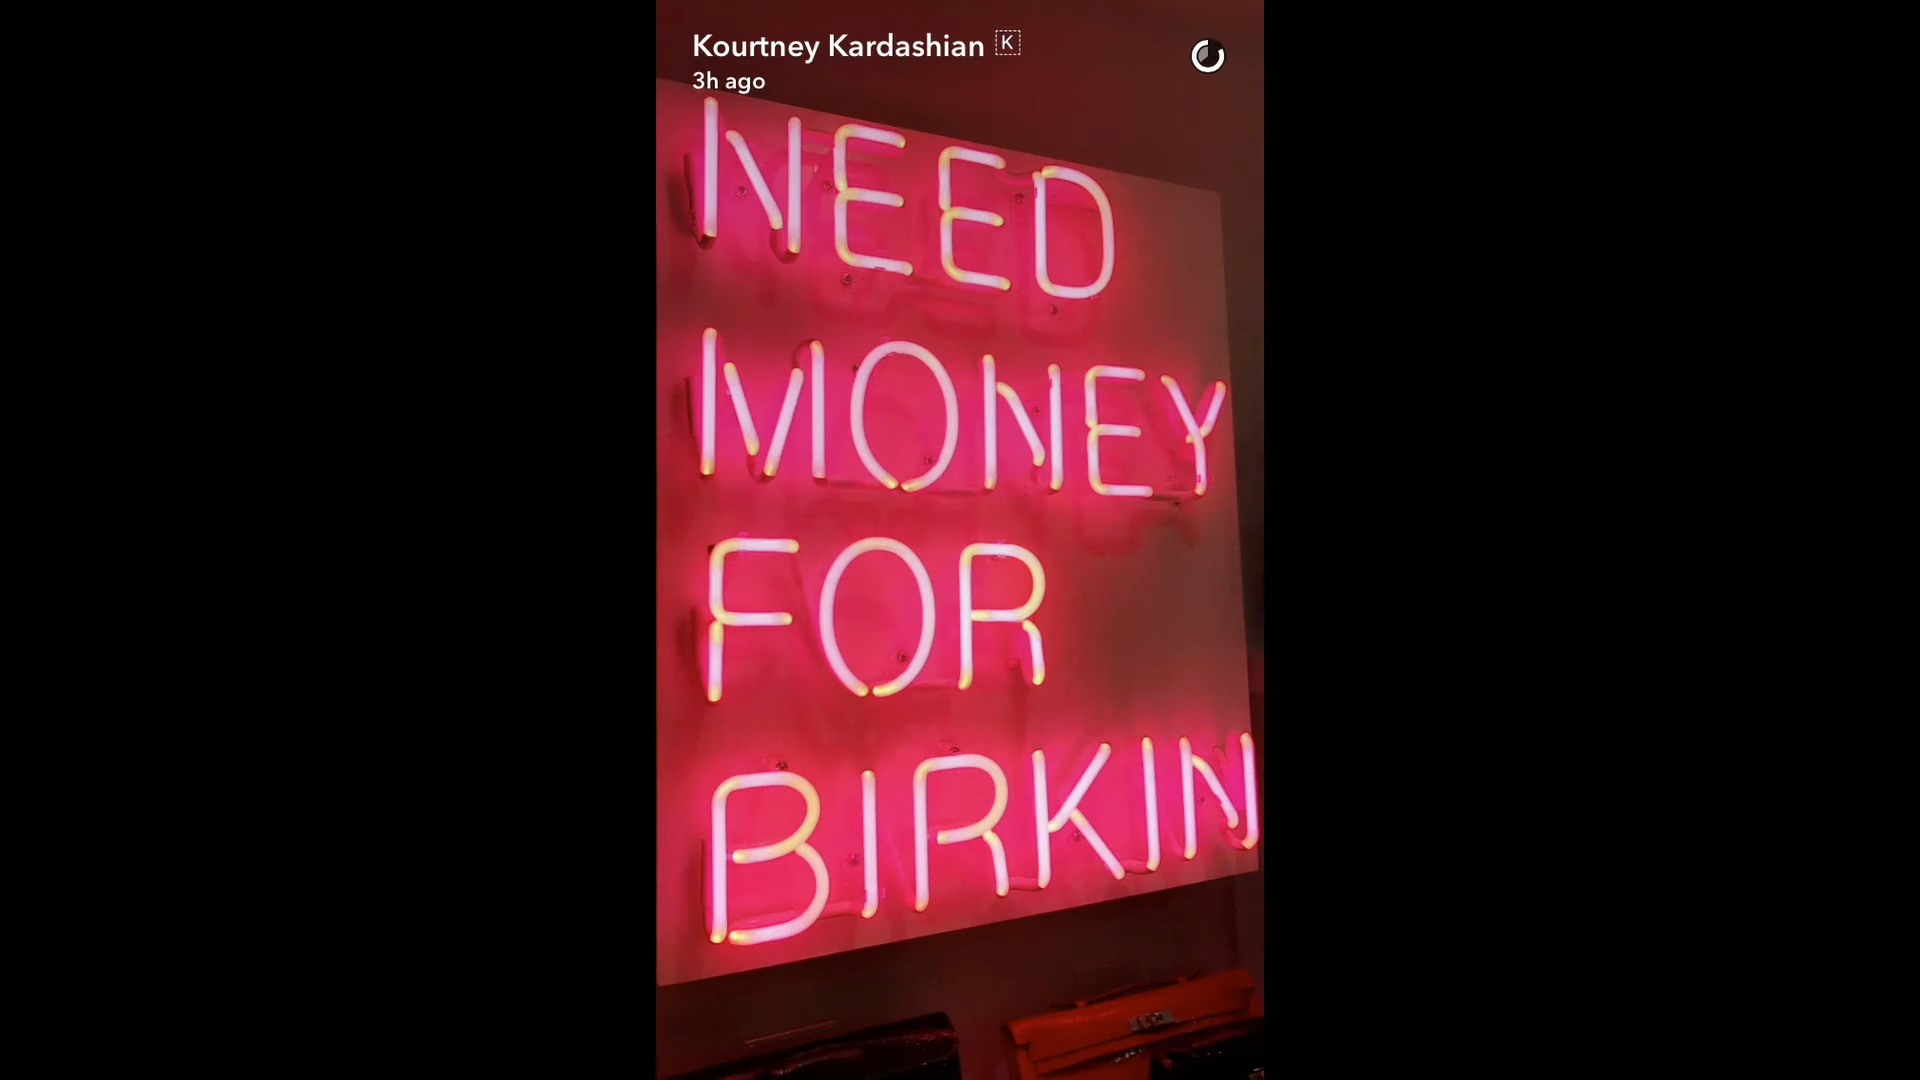 Kourtney Kardashian K
3h ago
NEED
MONEY
FOR
BIRKIN